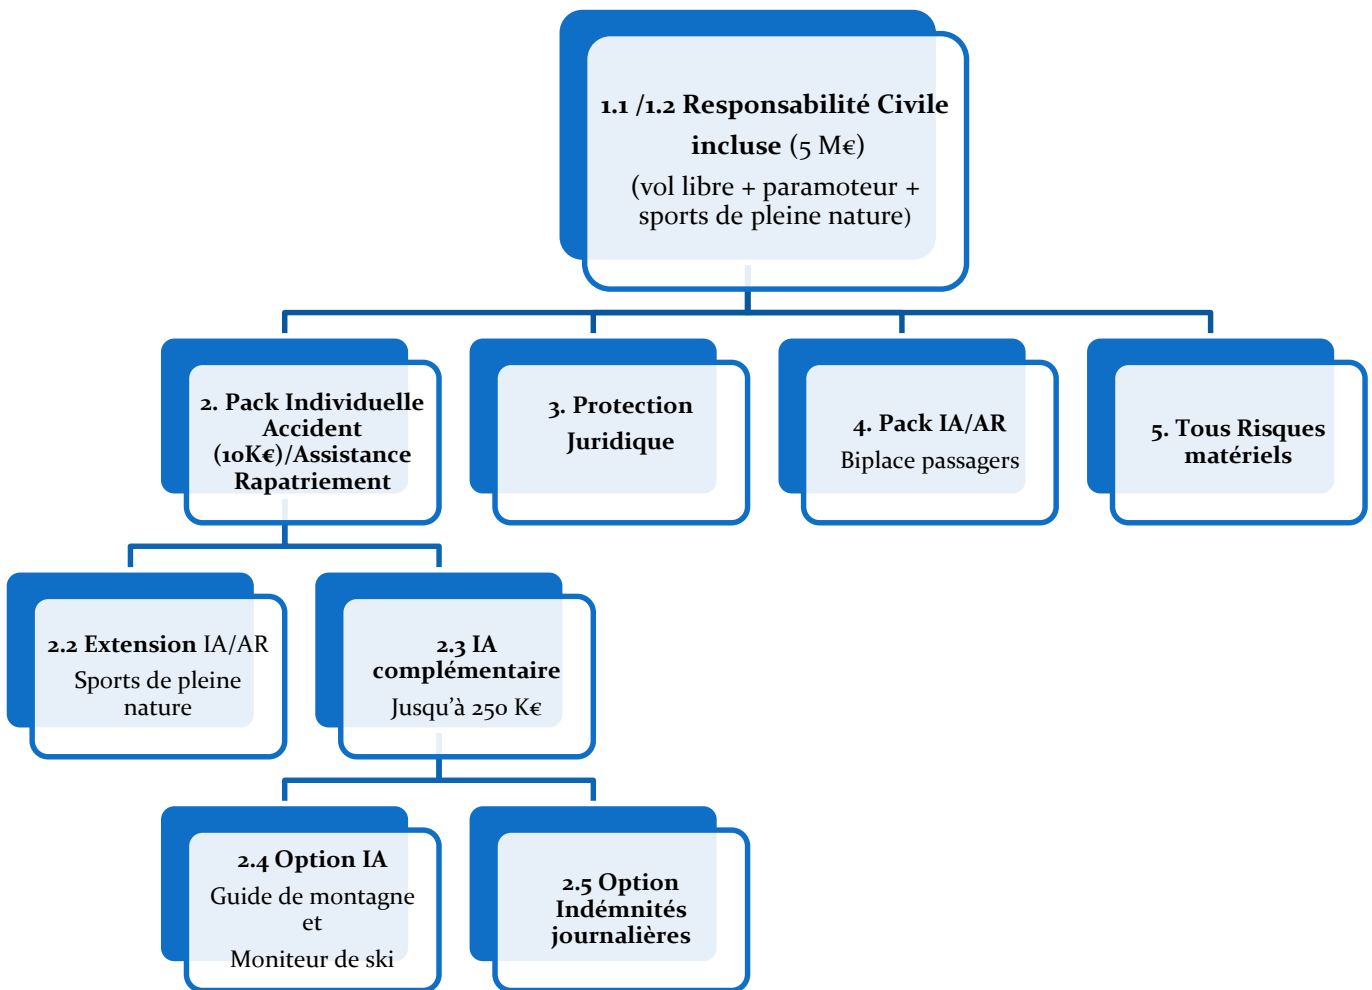 1.1 /1.2 Responsabilité Civile
incluse (5 M€)
(vol libre + paramoteur +
sports de pleine nature)
2. Pack Individuelle
Accident
(10K€)/Assistance
Rapatriement
3. Protection
Juridique
4. Pack IA/AR
Biplace passagers
5. Tous Risques
matériels
2.2 Extension IA/AR
Sports de pleine
nature
2.3 IA
complémentaire
Jusqu'à 250 K€
2.4 Option IA
Guide de montagne
et
Moniteur de ski
2.5 Option
Indémnités
journalières